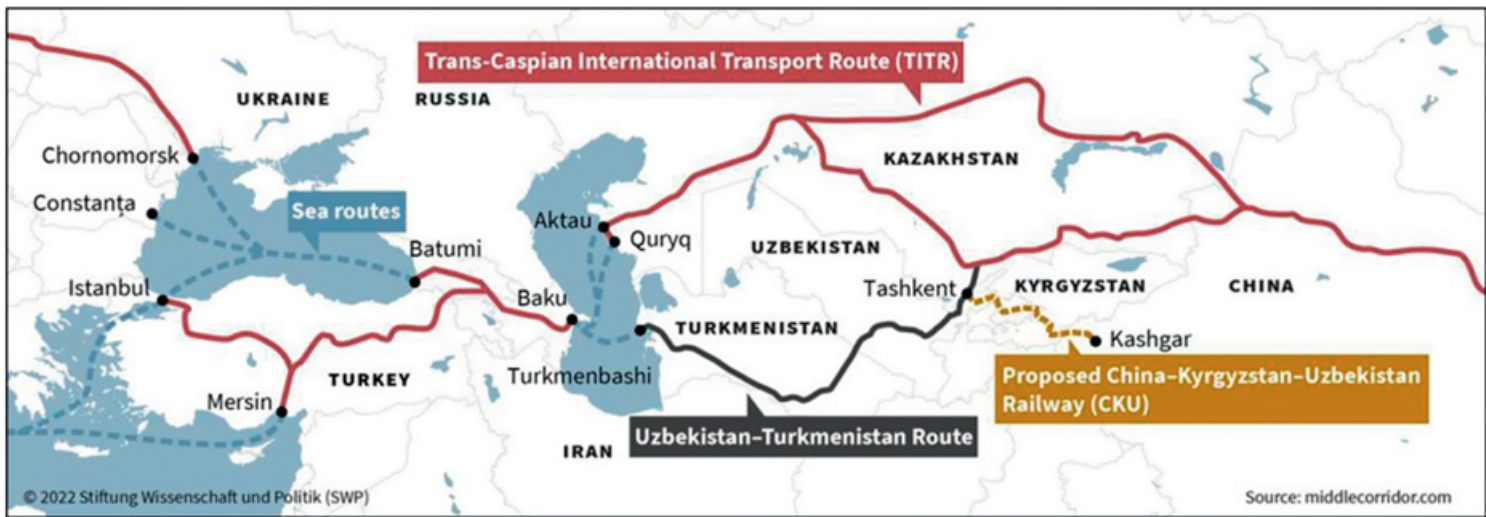 Trans-Caspian International Transport Route (TITR)
UKRAINE
RUSSIA
Chornomorsk
KAZAKHSTAN
Constanța
Sea routes
Aktau
Quryq
UZBEKISTAN
Batumi
Istanbul
Baku
Tashkent
KYRGYZSTAN
CHINA
TURKMENISTAN
Kashgar
TURKEY
Turkmenbashi
Mersin
Proposed China–Kyrgyzstan–Uzbekistan
Railway (CKU)
Uzbekistan–Turkmenistan Route
IRAN
© 2022 Stiftung Wissenschaft und Politik (SWP)
Source: middlecorridor.com